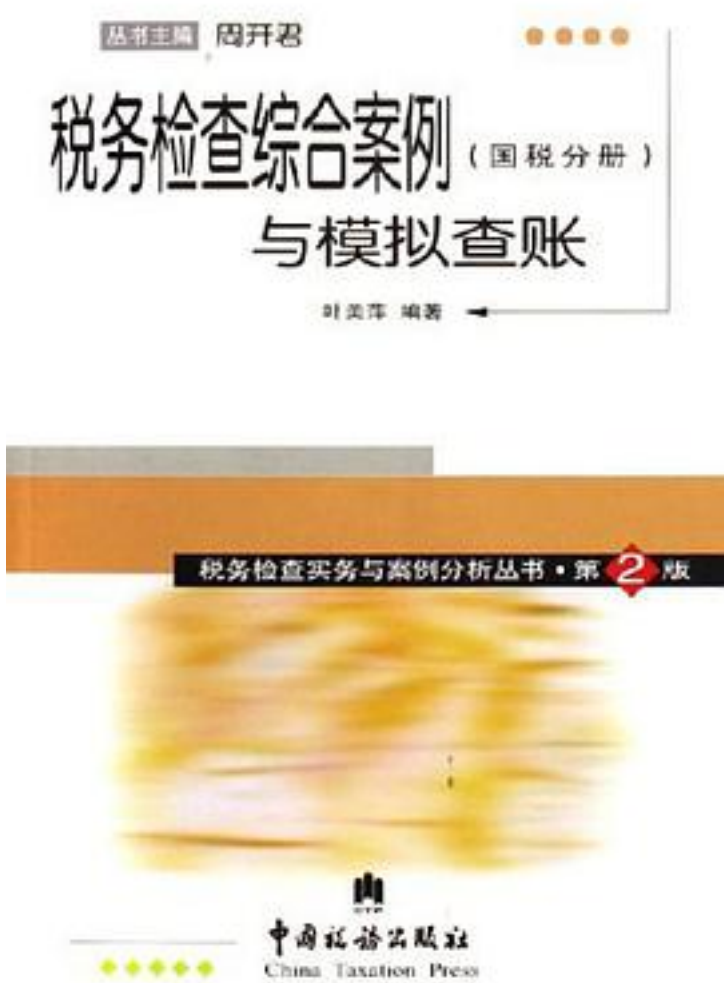 丛书主编 周开君
税务检查综合案例(国税分册)
与模拟查账
叶美萍 编著
税务检查实务与案例分析丛书·第2版
中国税务出版社
China Taxation Press